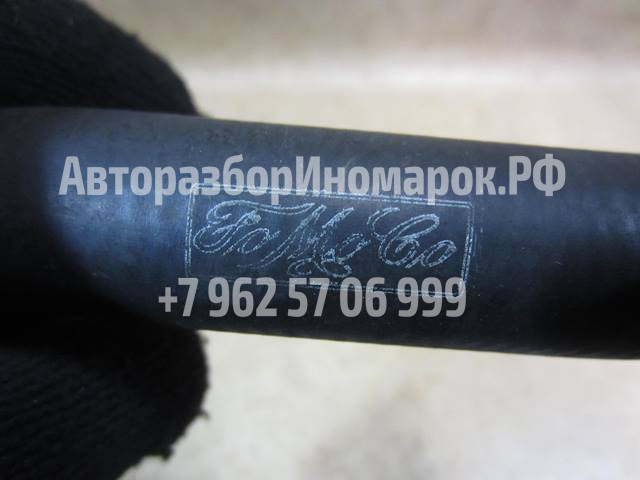 АвторазборИномарок.РФ
FoMoCo
+7 962 57 06 999